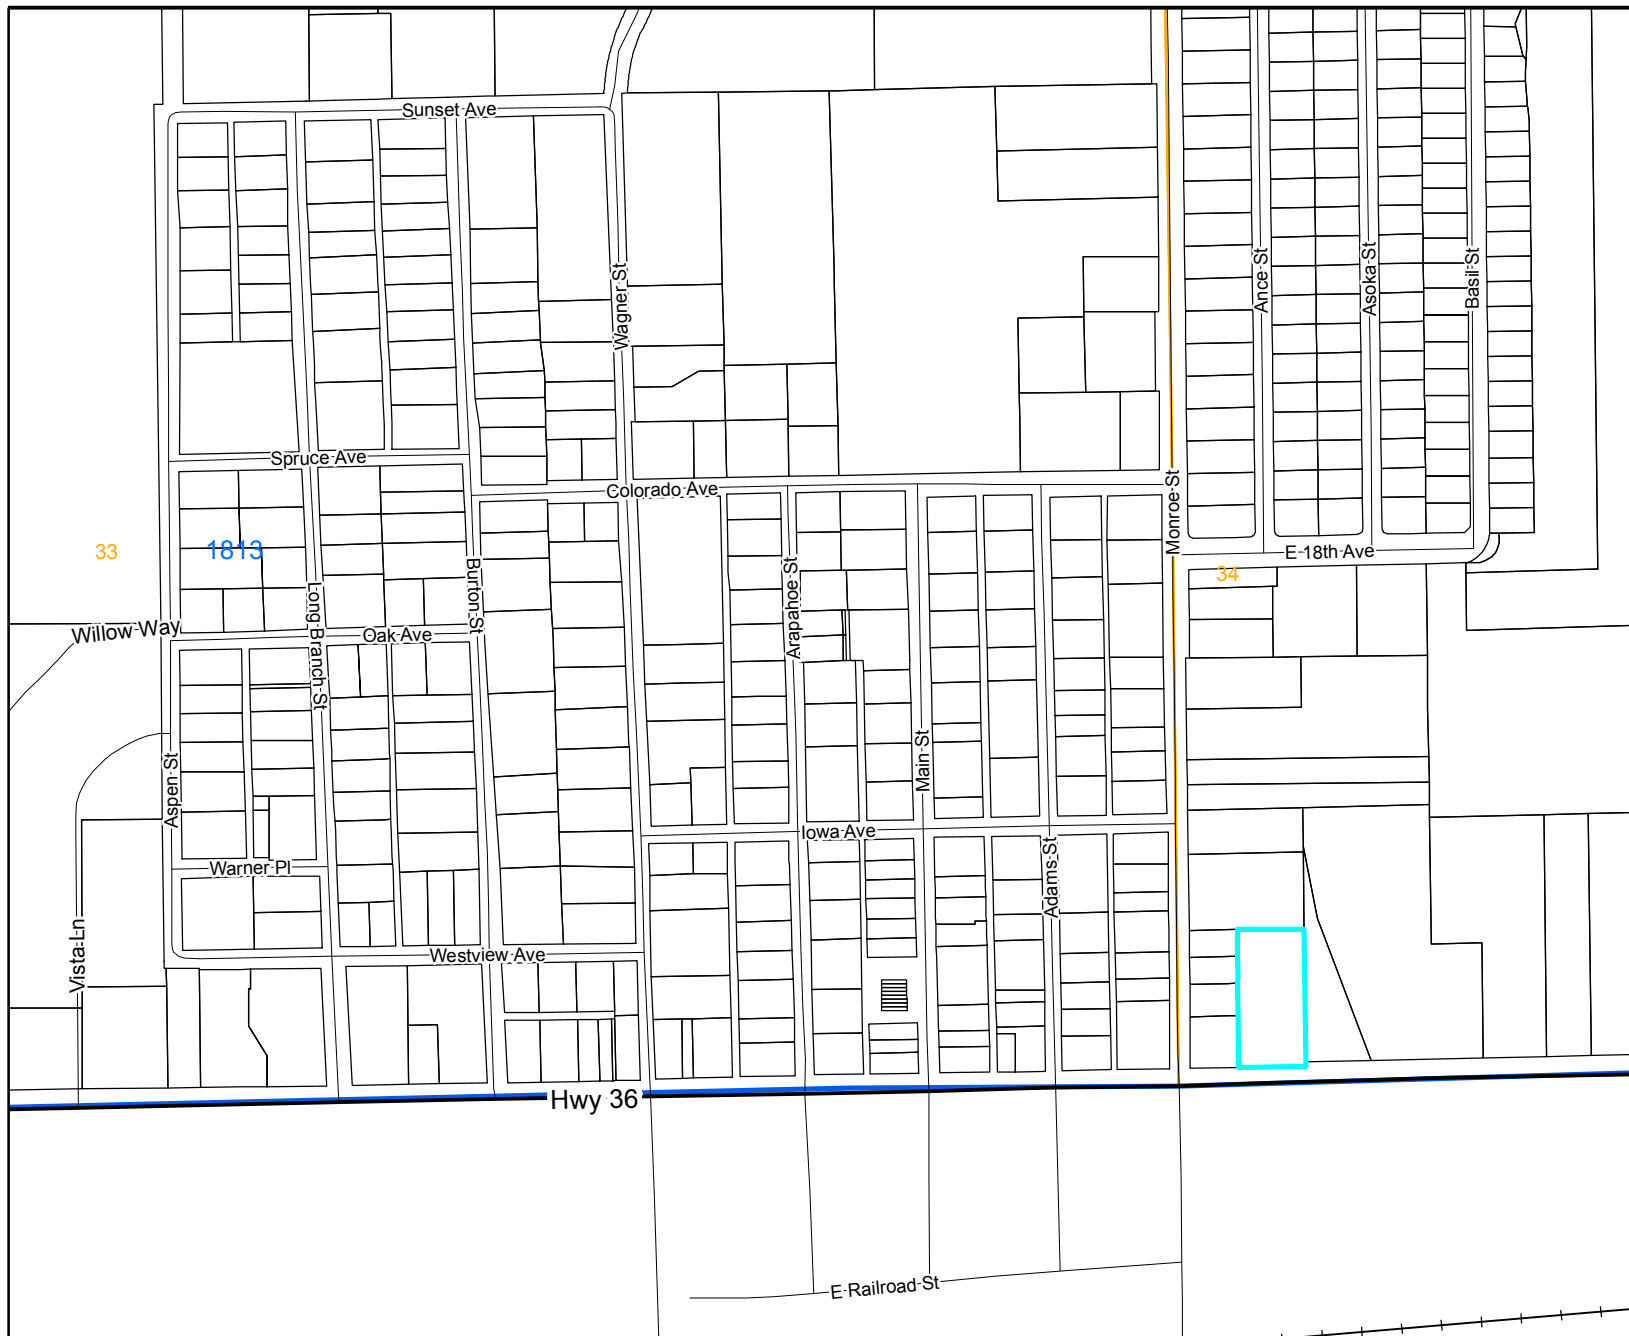 Sunset Ave
Wagner St
Ance St
Asoka St
Basil St
Spruce Ave
Colorado Ave
Monroe St
33
1813
E 18th Ave
34
Willow Way
Long Branch St
Burton St
Oak Ave
Arapahoe St
Aspen St
Main St
Iowa Ave
Adams St
Warner Pl
Vista Ln
Westview Ave
Hwy 36
E Railroad St